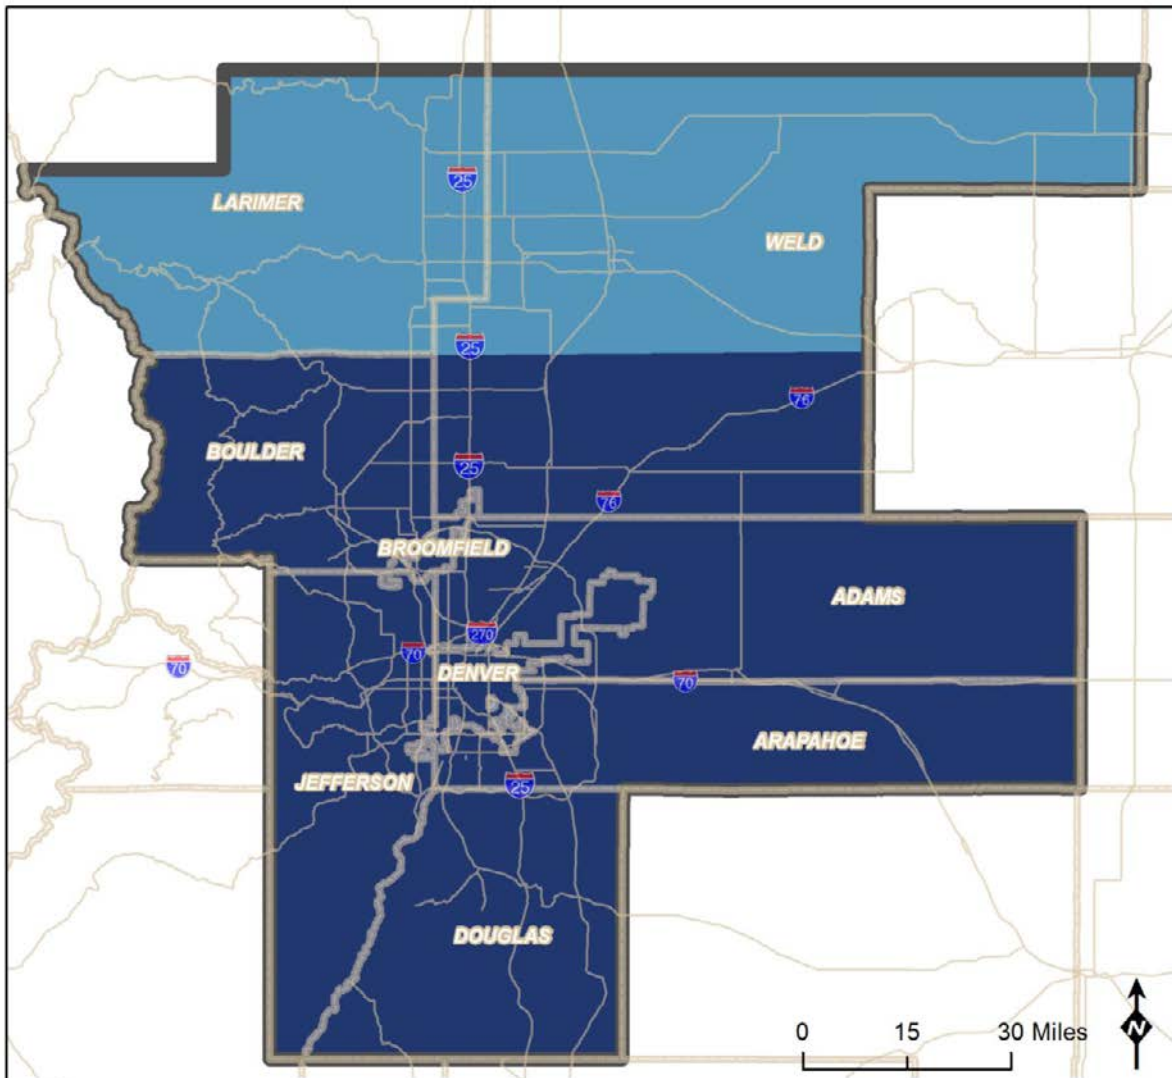 25
LARIMER
WELD
25
76
BOULDER
25
76
BROOMFIELD
ADAMS
270
70
70
DENVER
70
ARAPAHOE
JEFFERSON
25
DOUGLAS
0 15 30 Miles
N